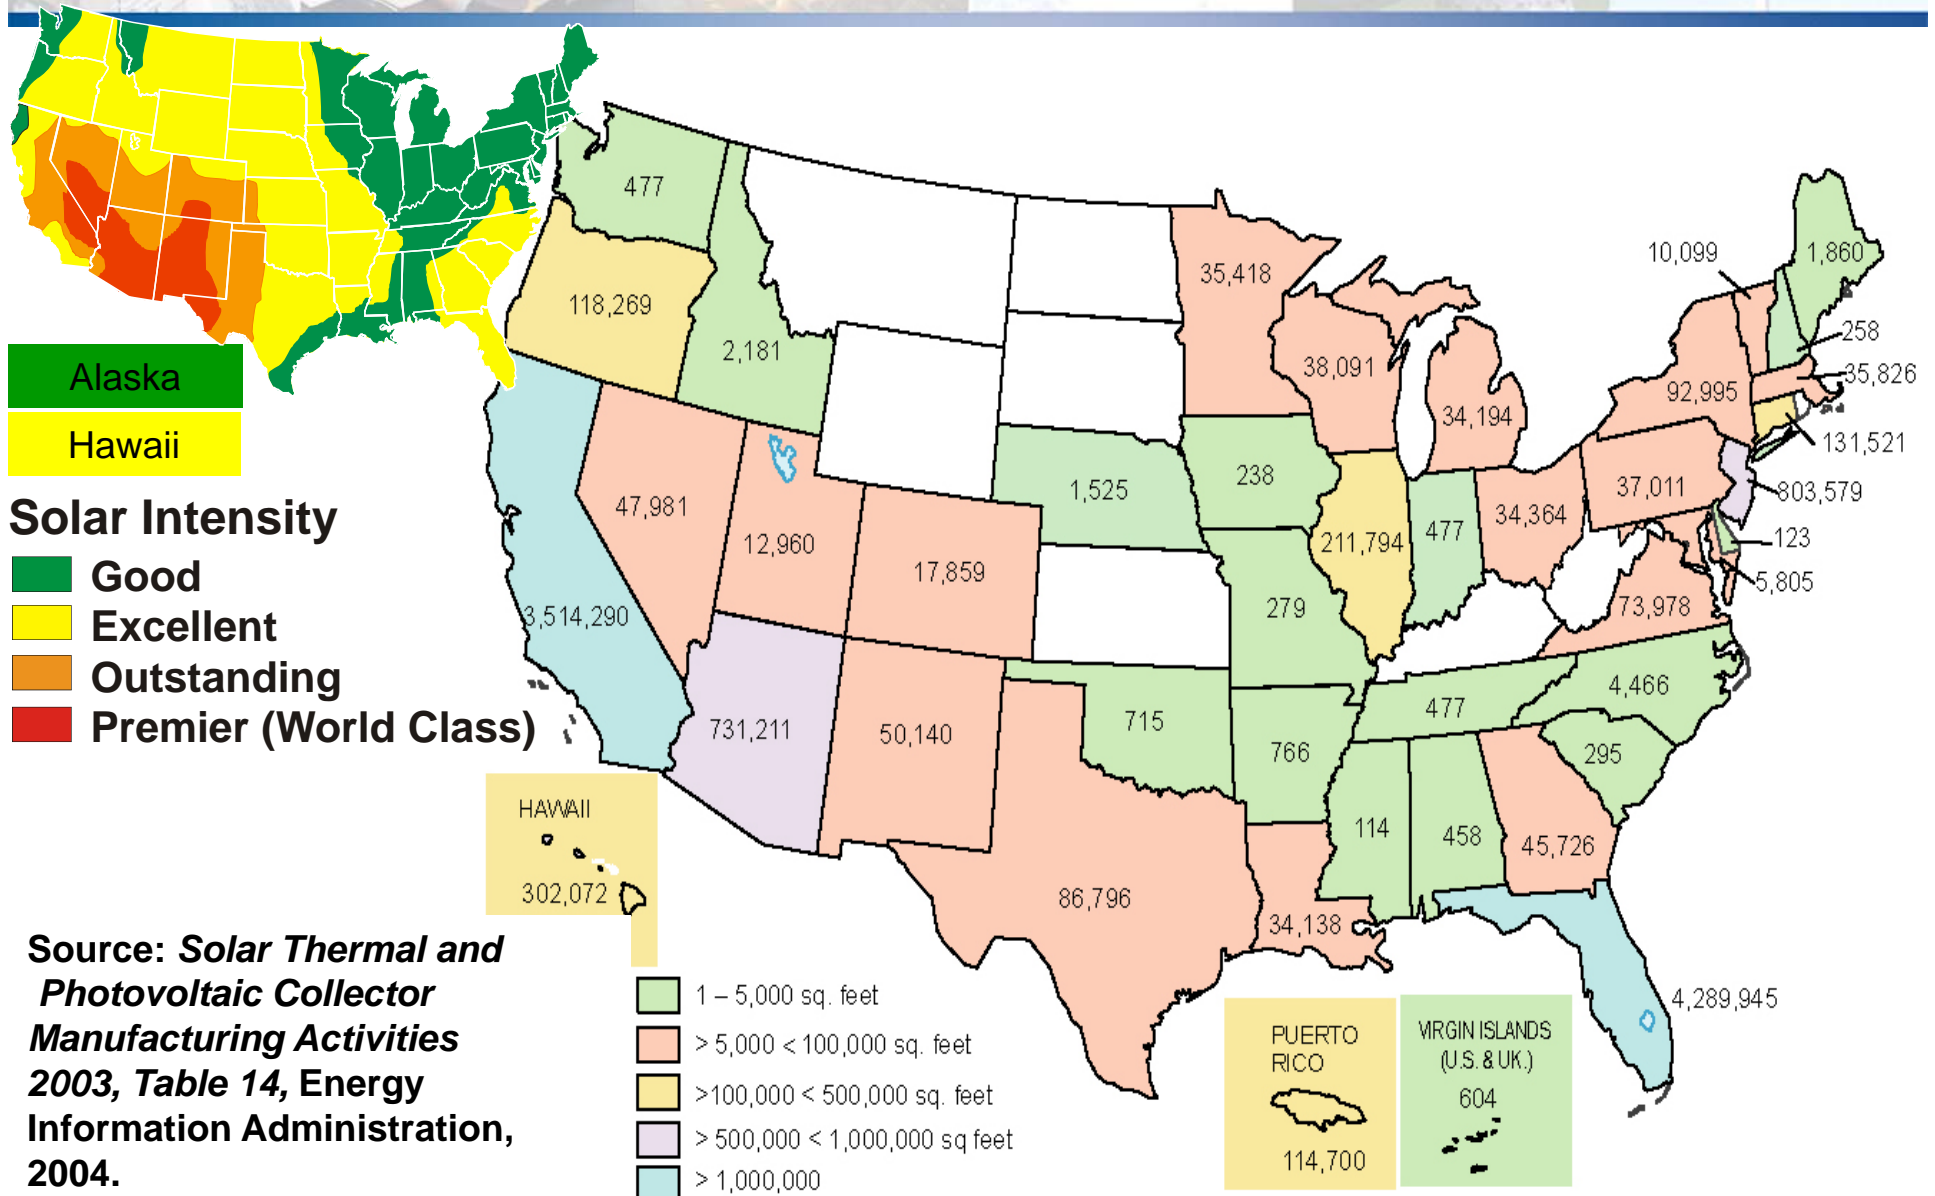 Alaska
Hawaii
Solar Intensity
Good
Excellent
Outstanding
Premier (World Class)
477
118,269
2,181
35,418
38,091
34,194
10,099
1,860
258
35,826
92,995
131,521
803,579
37,011
123
5,805
73,978
34,364
477
211,794
238
1,525
47,981
12,960
17,859
3,514,290
279
731,211
50,140
715
766
477
4,466
295
114
458
45,726
86,796
34,138
4,289,945
HAWAII
302,072
Source: Solar Thermal and
Photovoltaic Collector
Manufacturing Activities
2003, Table 14, Energy
Information Administration,
2004.
1 – 5,000 sq. feet
> 5,000 < 100,000 sq. feet
>100,000 < 500,000 sq. feet
> 500,000 < 1,000,000 sq feet
> 1,000,000
PUERTO
RICO
114,700
VIRGIN ISLANDS
(U.S. & UK.)
604